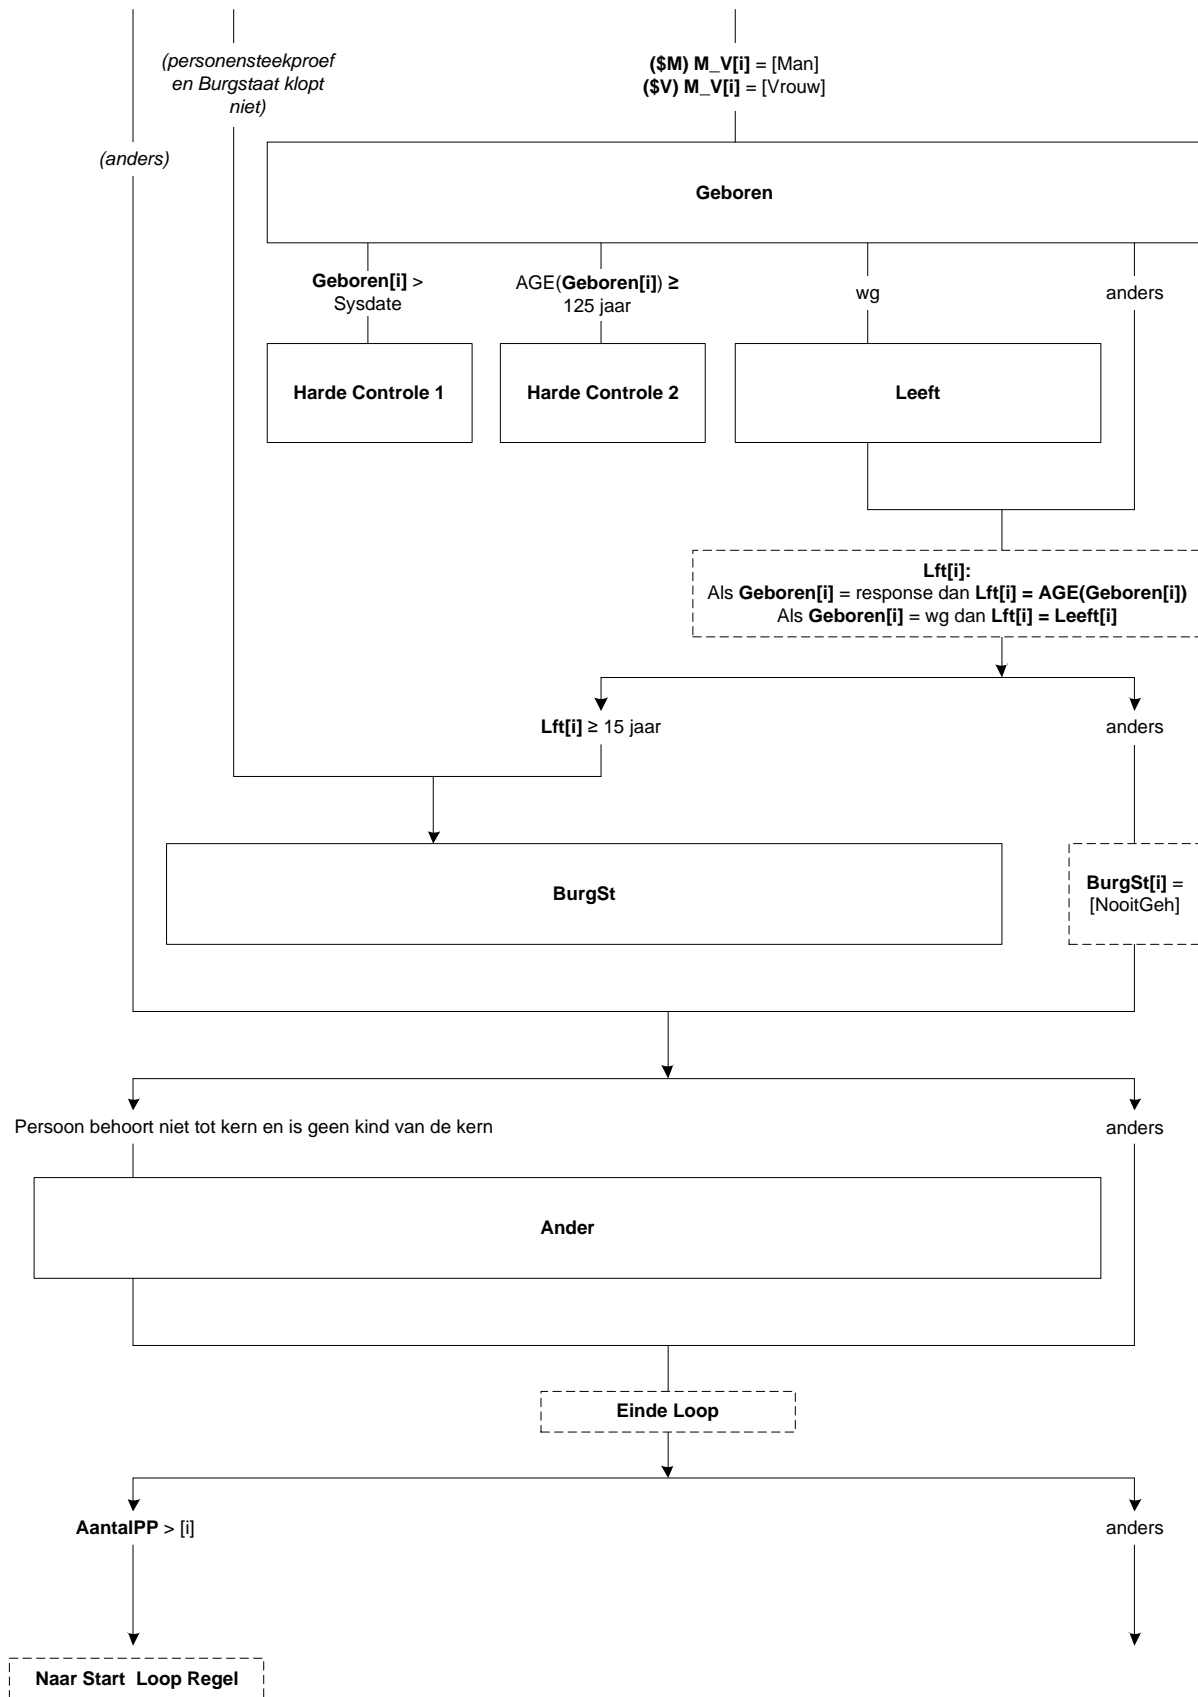 (personensteekproef
en Burgstaat klopt
niet)
($M) M_V[i] = [Man]
($V) M_V[i] = [Vrouw]
(anders)
Geboren
Geboren[i] >
Sysdate
AGE(Geboren[i]) ≥
125 jaar
wg
anders
Harde Controle 1
Harde Controle 2
Leeft
Lft[i]:
Als Geboren[i] = response dan Lft[i] = AGE(Geboren[i])
Als Geboren[i] = wg dan Lft[i] = Leeft[i]
Lft[i] ≥ 15 jaar
anders
BurgSt
BurgSt[i] =
[NooitGeh]
Persoon behoort niet tot kern en is geen kind van de kern
anders
Ander
Einde Loop
AantalPP > [i]
anders
Naar Start  Loop Regel